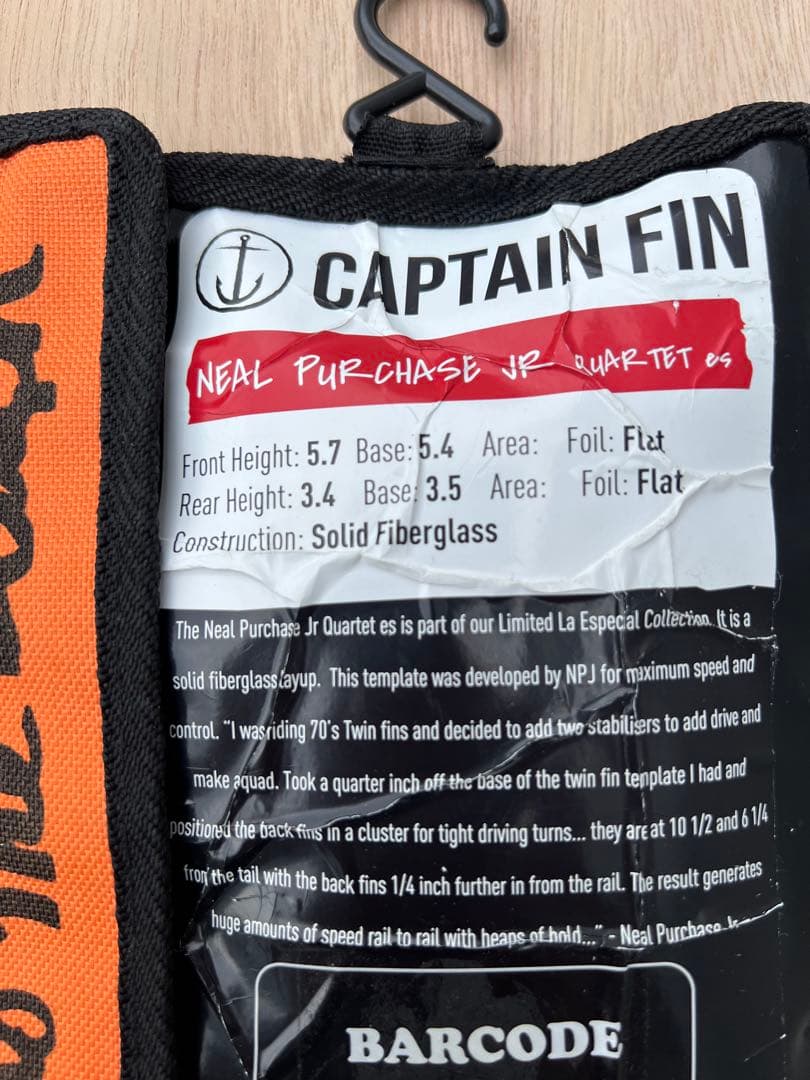 CAPTAIN FIN
NEAL PURCHASE JR QUARTET es
Front Height: 5.7 Base: 5.4 Area: Foil: Flat
Rear Height: 3.4 Base: 3.5 Area: Foil: Flat
Construction: Solid Fiberglass
The Neal Purchase Jr Quartet es is part of our Limited La Especal Collection. It is a
solid fiberglass layup. This template was developed by NPJ for maximum speed and
control. "I was riding 70's Twin fins and decided to add two stabilisers to add drive and
make a quad. Took a quarter inch off the base of the twin fin template I had and
positioned the back fins in a cluster for tight driving turns... they are at 10 1/2 and 6 1/4
from the tail with the back fins 1/4 inch further in from the rail. The result generates
huge amounts of speed rail to rail with heaps of hold..." - Neal Purchase Jr
BARCODE